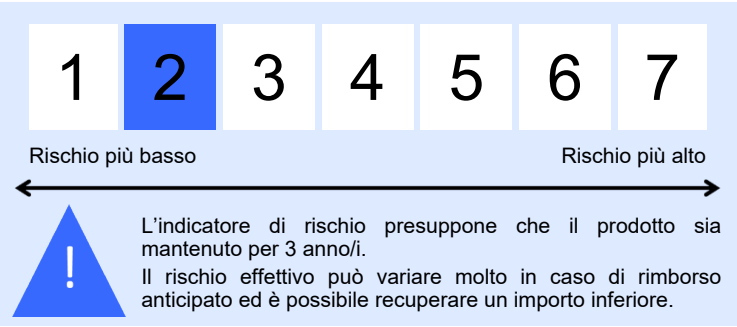 1 2 3 4 5 6 7
Rischio più basso Rischio più alto
!
L'indicatore di rischio presuppone che il prodotto sia
mantenuto per 3 anno/i.
Il rischio effettivo può variare molto in caso di rimborso
anticipato ed è possibile recuperare un importo inferiore.